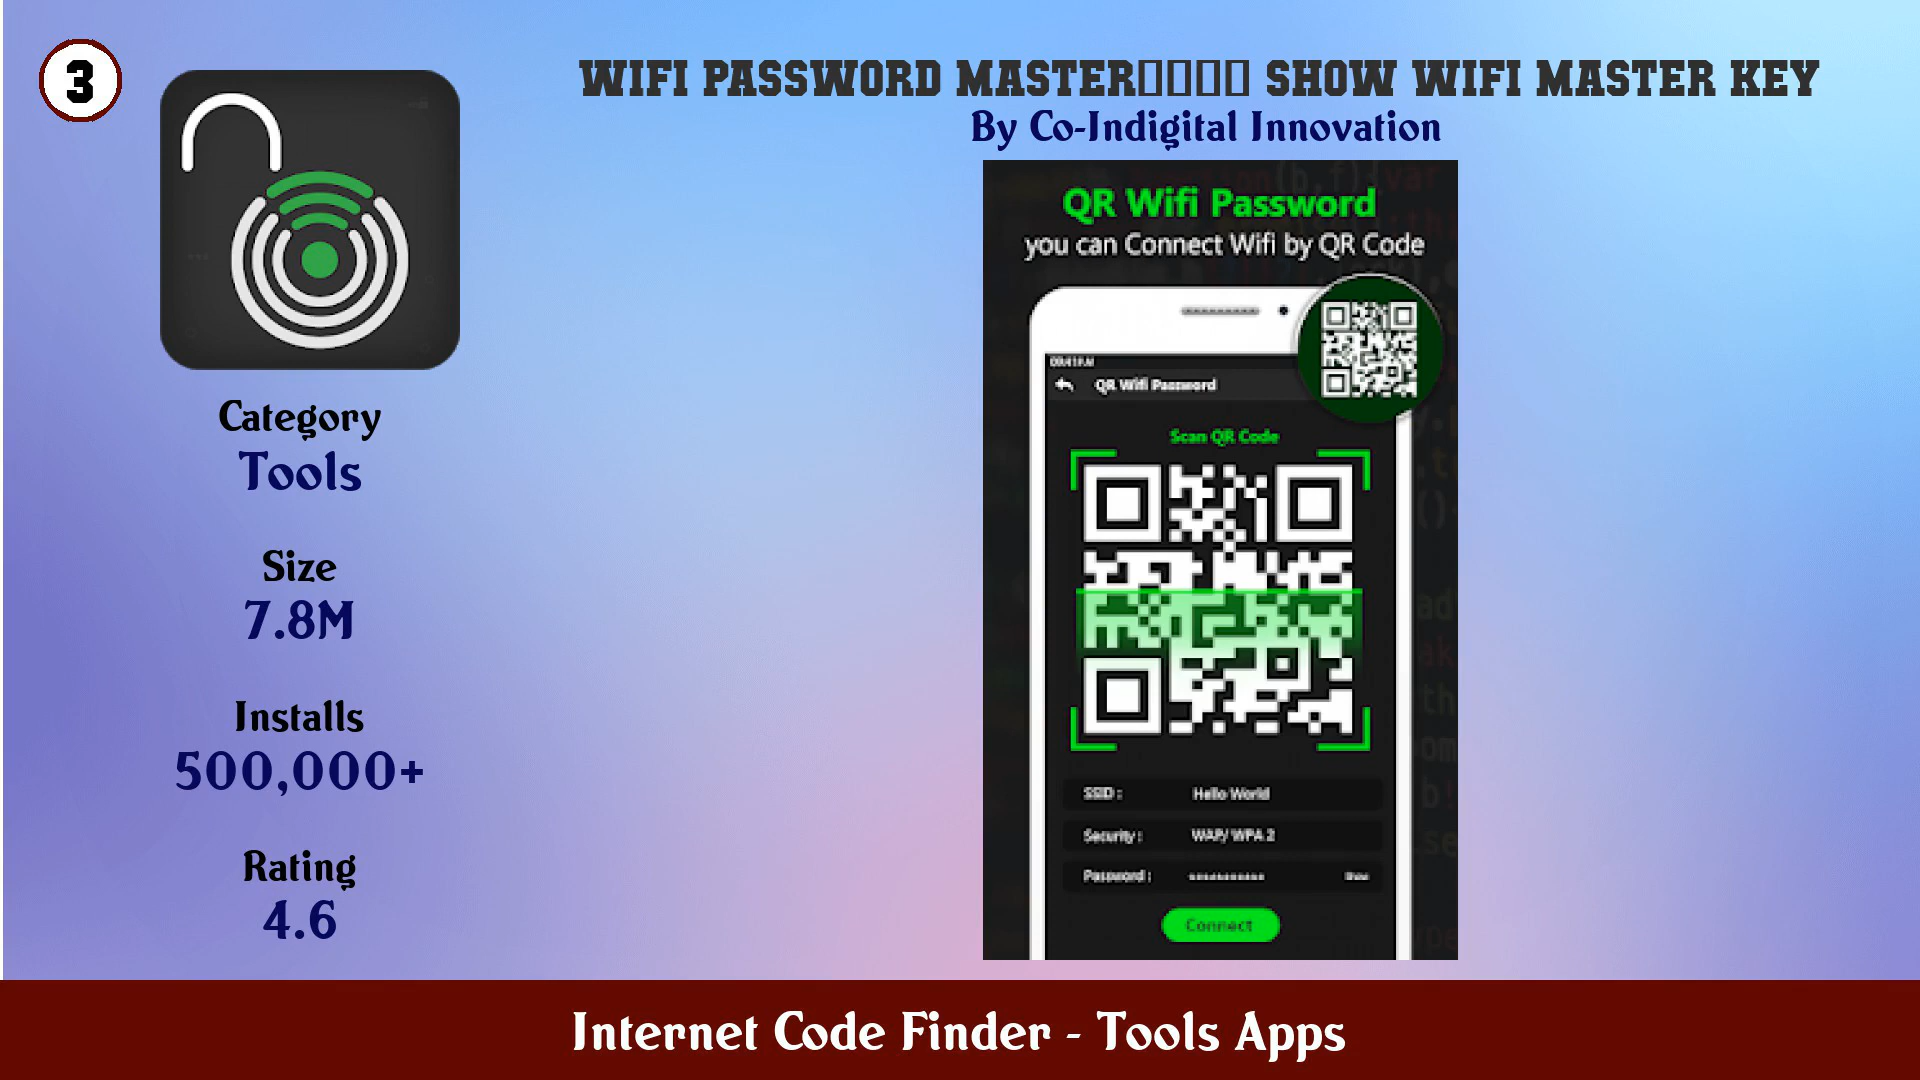 3
WIFI PASSWORD MASTER▯▯▯▯ SHOW WIFI MASTER KEY
By Co-Indigital Innovation
Category
Tools
Size
7.8M
Installs
500,000+
Rating
4.6
QR Wifi Password
you can Connect Wifi by QR Code
QR Wifi Password
Scan QR Code
SSID : Hello World
Security : WAP/ WPA 2
Password : ************
Connect
Internet Code Finder - Tools Apps